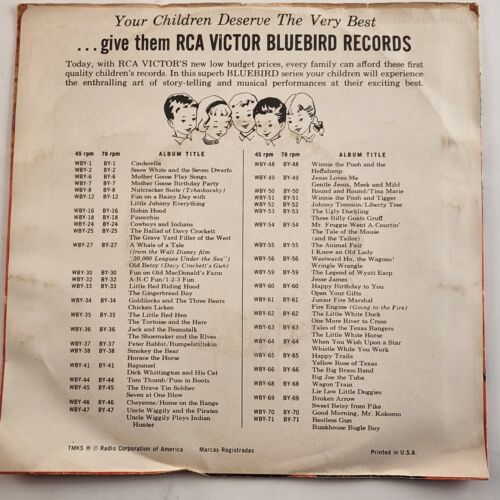 Your Children Deserve The Very Best
...give them RCA VICTOR BLUEBIRD RECORDS
Today, with RCA VICTOR'S new low budget prices, every family can afford these first
quality children's records. In this superb BLUEBIRD series your children will experience
the enthralling art of story-telling and musical performances at their exciting best.
45 rpm 78 rpm ALBUM TITLE
WBY-1 BY-1 Cinderella
WBY-2 BY-2 Snow White and the Seven Dwarfs
WBY-6 BY-6 Mother Goose Play Songs
WBY-7 BY-7 Mother Goose Birthday Party
WBY-8 BY-8 Nutcracker Suite (Tchaikovsky)
WBY-12 BY-12 Fun on a Rainy Day with
Little Johnny Everything
WBY-16 BY-16 Robin Hood
WBY-18 BY-18 Pinocchio
WBY-24 BY-24 Cowboys and Indians
WBY-25 BY-25 The Ballad of Davy Crockett
The Grave Yard Filler of the West
WBY-27 BY-27 A Whale of a Tale
(from the Walt Disney film
"20,000 Leagues Under the Sea")
Old Betsy (Davy Crockett's Gun)
WBY-30 BY-30 Fun on Old MacDonald's Farm
WBY-32 BY-32 A-B-C Fun/1-2-3 Fun
WBY-33 BY-33 Little Red Riding Hood
The Gingerbread Boy
WBY-34 BY-34 Goldilocks and The Three Bears
Chicken Licken
WBY-35 BY-35 The Little Red Hen
The Tortoise and the Hare
WBY-36 BY-36 Jack and the Beanstalk
The Shoemaker and the Elves
WBY-37 BY-37 Peter Rabbit/Rumpelstiltskin
WBY-38 BY-38 Smokey the Bear
Horace the Horse
WBY-41 BY-41 Rapunzel
Dick Whittington and His Cat
WBY-44 BY-44 Tom Thumb/Puss in Boots
WBY-45 BY-45 The Brave Tin Soldier
Seven at One Blow
WBY-46 BY-46 Cheyenne/Home on the Range
WBY-47 BY-47 Uncle Wiggily and the Pirates
Uncle Wiggily and Plays Indian
Hunter
45 rpm 78 rpm ALBUM TITLE
WBY-48 BY-48 Winnie the Pooh and the
Heffalump
WBY-49 BY-49 Jesus Loves Me
Gentle Jesus, Meek and Mild
WBY-50 BY-50 Round and Round/Tina Marie
WBY-51 BY-51 Winnie the Pooh and Tigger
WBY-52 BY-52 Johnny Tremain/Liberty Tree
WBY-53 BY-53 The Ugly Duckling
Three Billy Goats Gruff
WBY-54 BY-54 Mr. Froggie Went A-Courtin'
The Tale of the Mouse
(and the Tailor)
WBY-55 BY-55 The Animal Fair
I Know an Old Lady
WBY-56 BY-56 Westward Ho, the Wagons!
Wringle Wrangle
WBY-59 BY-59 The Legend of Wyatt Earp
Jesse James
WBY-60 BY-60 Happy Birthday to You
Open Your Gifts
WBY-61 BY-61 Junior Fire Marshal
Fire Engine (Going to the Fire)
WBY-62 BY-62 The Little White Duck
One More River to Cross
WBY-63 BY-63 Tales of the Texas Rangers
The Little White Horse
WBY-64 BY-64 When You Wish Upon a Star
Whistle While You Work
WBY-65 BY-65 Happy Trails
Yellow Rose of Texas
WBY-66 BY-66 The Big Brass Band
Big Joe the Tuba
WBY-68 BY-68 Wagon Train
Lie Low Little Doggies
WBY-69 BY-69 Broken Arrow
Sweet Betsy from Pike
WBY-70 BY-70 Good Morning, Mr. Kokomo
WBY-71 BY-71 Restless Gun
Bunkhouse Bugle Boy
TMKS ® © Radio Corporation of America Marcas Registradas Printed in U.S.A.